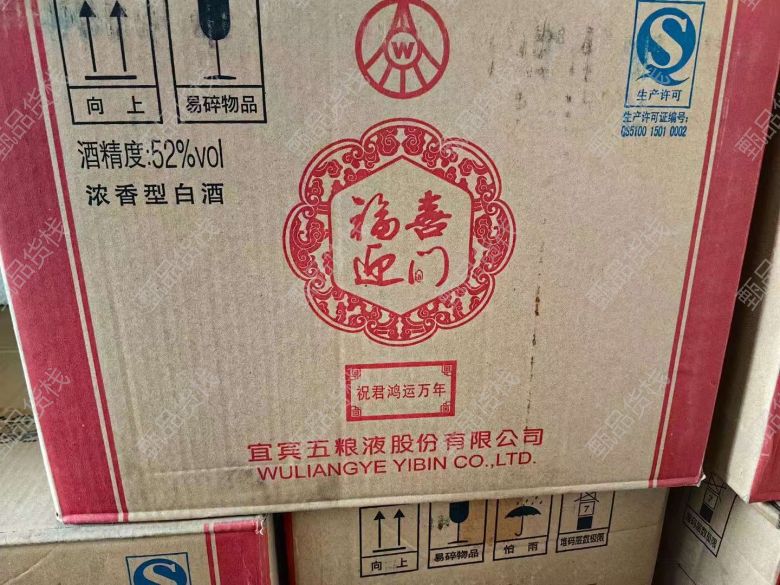 向 上
易碎物品
W
生产许可
生产许可证编号:
QS5100 1501 0002
酒精度:52%vol
浓香型白酒
福喜
迎门
祝君鸿运万年
宜宾五粮液股份有限公司
WULIANGYE YIBIN CO.,LTD.
7
7
向 上
易碎物品
怕 雨
堆码层数极限
甄品货栈